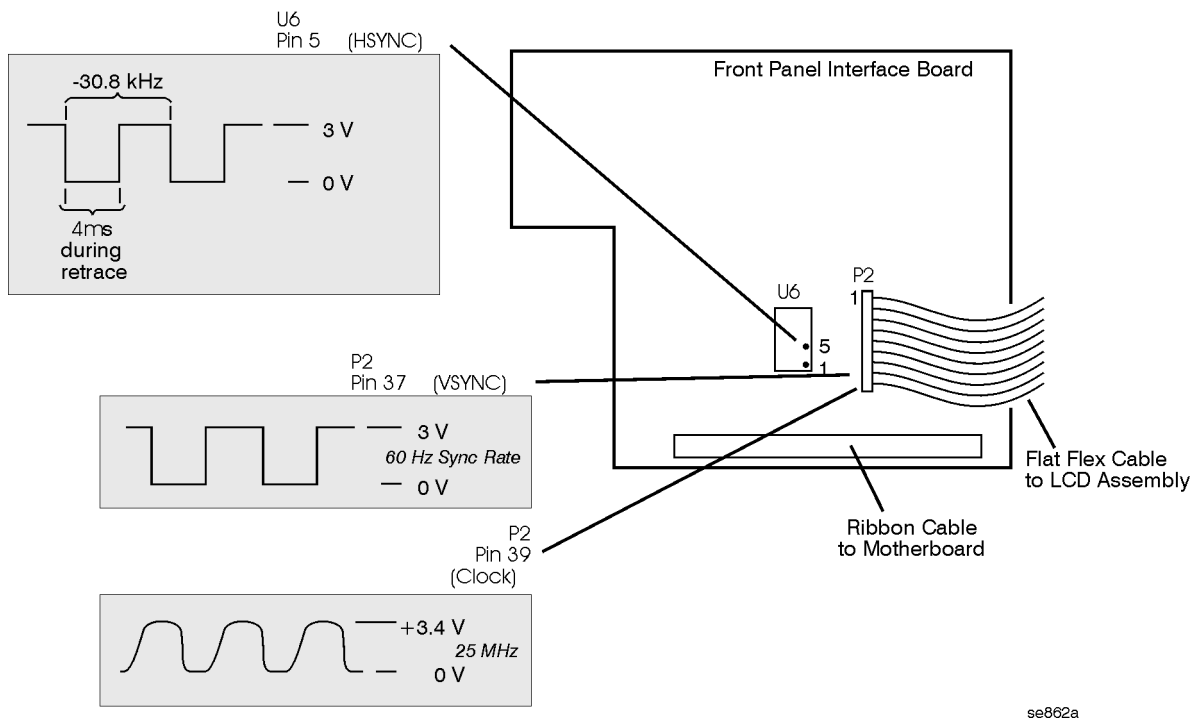 U6
Pin 5 (HSYNC)
-30.8 kHz
3 V
0 V
4ms
during
retrace
Front Panel Interface Board
U6
5
1
P2
1
P2
Pin 37 (VSYNC)
3 V
60 Hz Sync Rate
0 V
Flat Flex Cable
to LCD Assembly
Ribbon Cable
to Motherboard
P2
Pin 39
(Clock)
+3.4 V
25 MHz
0 V
se862a